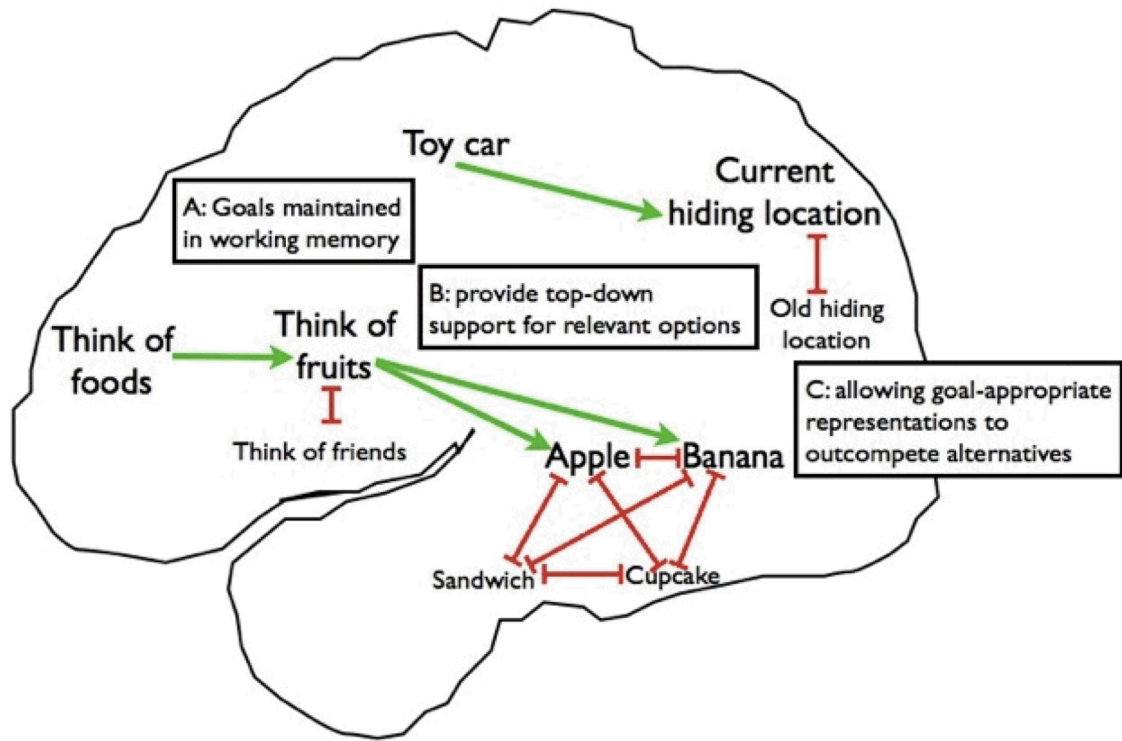 Toy car
Current
hiding location
A: Goals maintained
in working memory
B: provide top-down
support for relevant options
Old hiding
location
Think of
foods
Think of
fruits
Think of friends
C: allowing goal-appropriate
representations to
outcompete alternatives
Apple
Banana
Sandwich
Cupcake